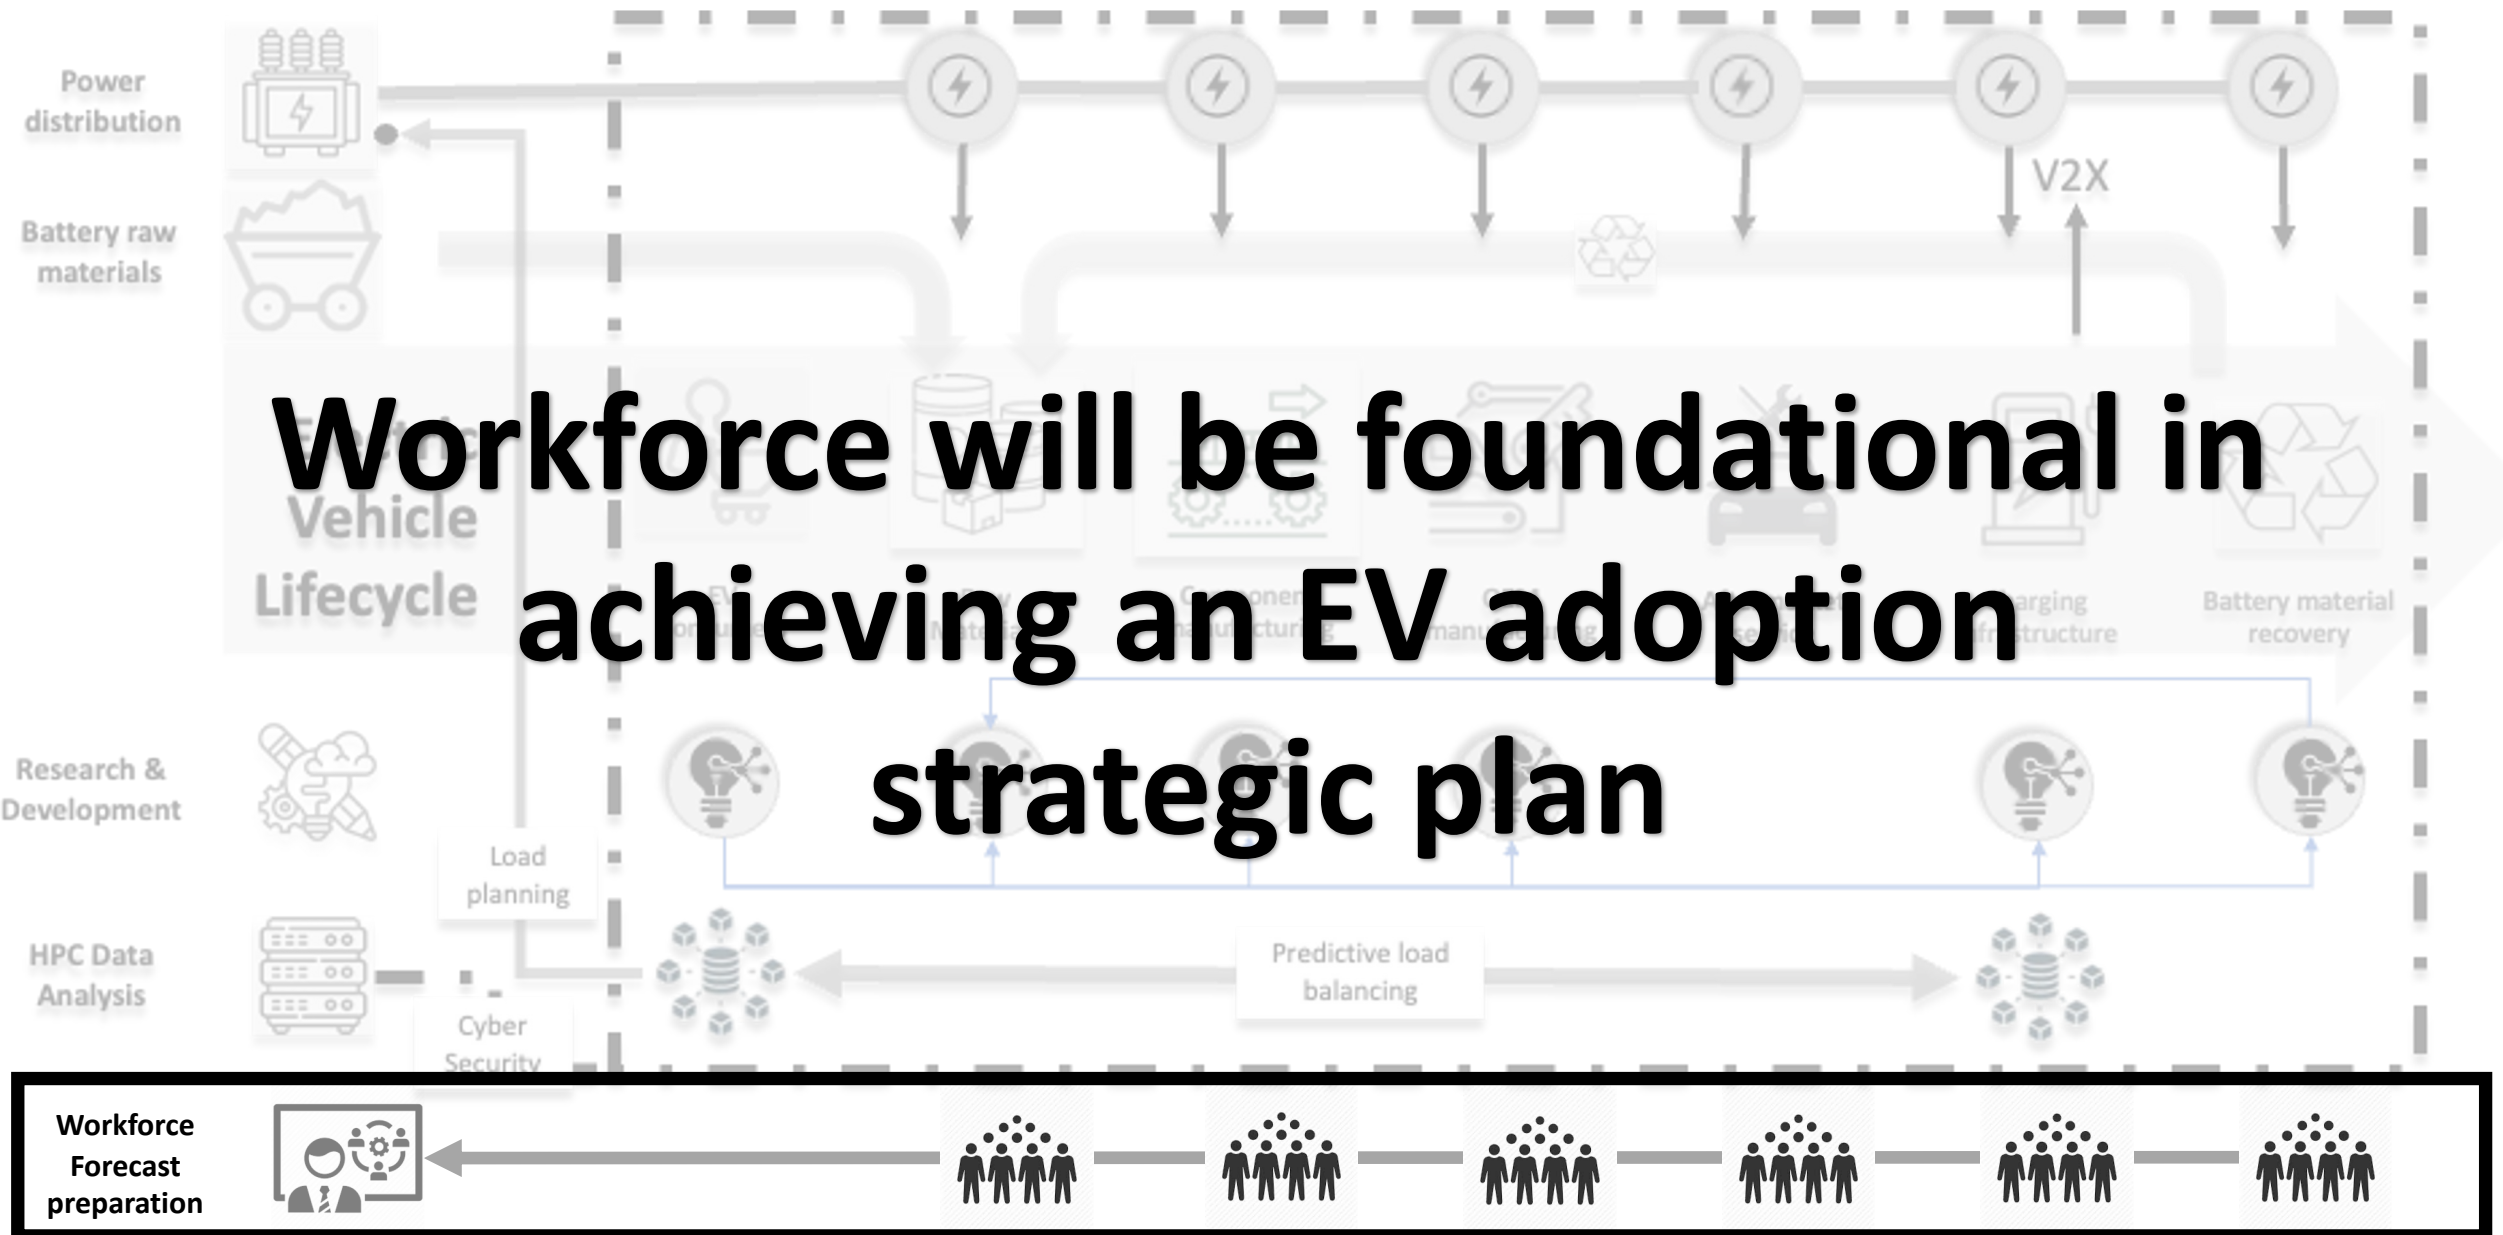 Power
distribution
V2X
Battery raw
materials
Workforce will be foundational in
Vehicle
Lifecycle
achieving an EV adoption
Battery material
recovery
strategic plan
Research &
Development
Load
planning
HPC Data
Analysis
Predictive load
balancing
Cyber
Security
Workforce
Forecast
preparation